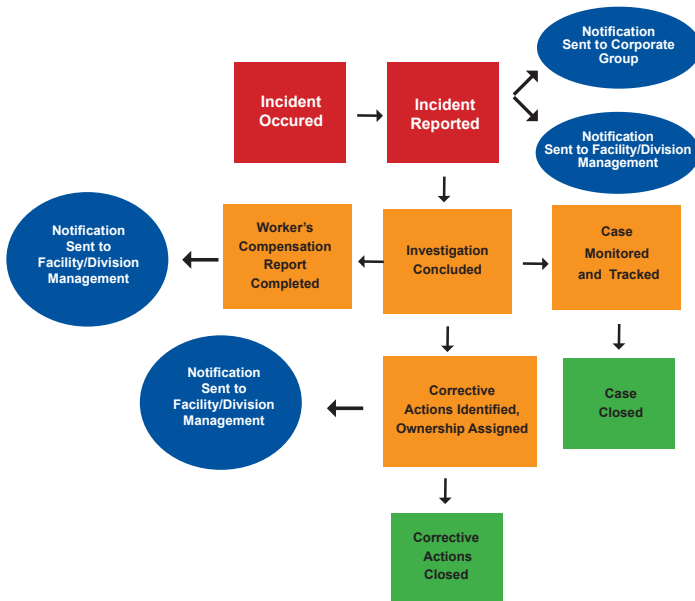 Notification
Sent to Corporate
Group
Incident
Occured
Incident
Reported
Notification
Sent to Facility/Division
Management
Notification
Sent to
Facility/Division
Management
Worker's
Compensation
Report
Completed
Investigation
Concluded
Case
Monitored
and Tracked
Notification
Sent to
Facility/Division
Management
Corrective
Actions Identified,
Ownership Assigned
Case
Closed
Corrective
Actions
Closed